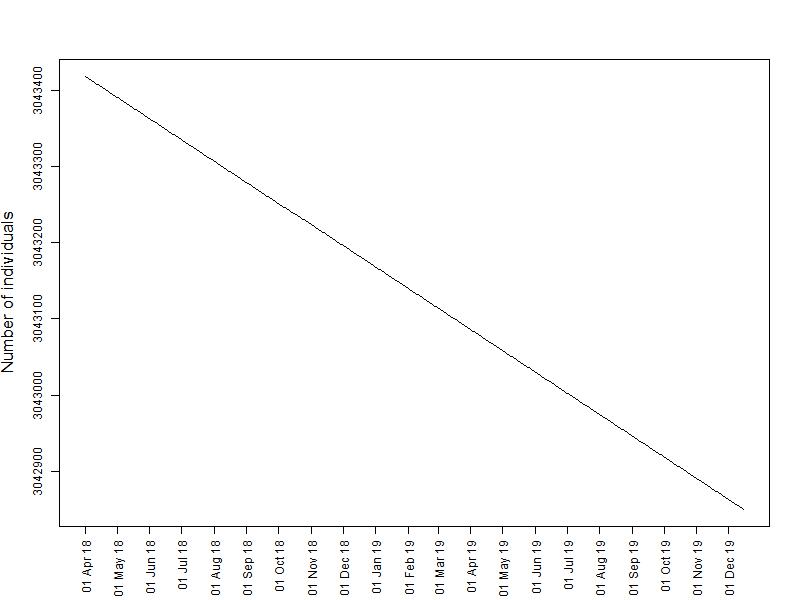 Number of individuals
3043400
3043300
3043200
3043100
3043000
3042900
01 Apr 18
01 May 18
01 Jun 18
01 Jul 18
01 Aug 18
01 Sep 18
01 Oct 18
01 Nov 18
01 Dec 18
01 Jan 19
01 Feb 19
01 Mar 19
01 Apr 19
01 May 19
01 Jun 19
01 Jul 19
01 Aug 19
01 Sep 19
01 Oct 19
01 Nov 19
01 Dec 19